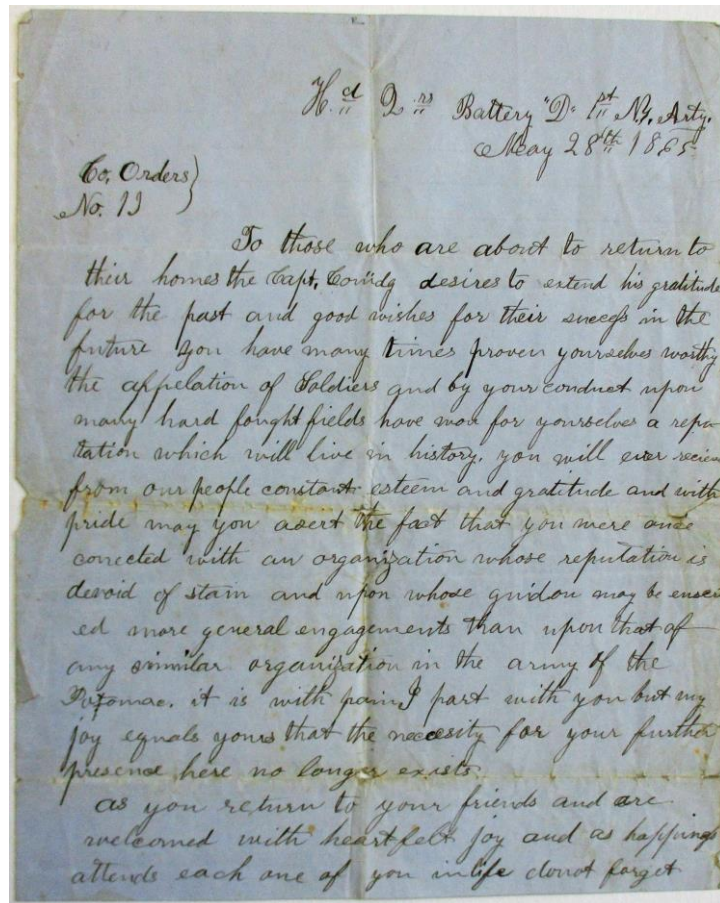 Hd Qrs Battery "D" 1st N.Y. Arty.
May 28th 1865
Co. Orders }
No. 11 }
To those who are about to return to
their homes the Capt, Com'dg desires to extend his gratitude
for the past and good wishes for their success in the
future you have many times proven yourselves worthy
the appelation of Soldiers and by your conduct upon
many hard fought fields have won for yourselves a repu-
tation which will live in history. you will ever recieve
from our people constant esteem and gratitude and with
pride may you asert the fact that you were once
conected with an organization whose reputation is
devoid of stain and upon whose guidon may be
ed more general engagements than upon that of
any similar organization in the army of the
Potomac. it is with pain I part with you but my
joy equals yours that the necesity for your further
presence here no longer exists.
as you return to your friends and are
welcomed with heartfelt joy and as happiness
attends each one of you in life donot forget